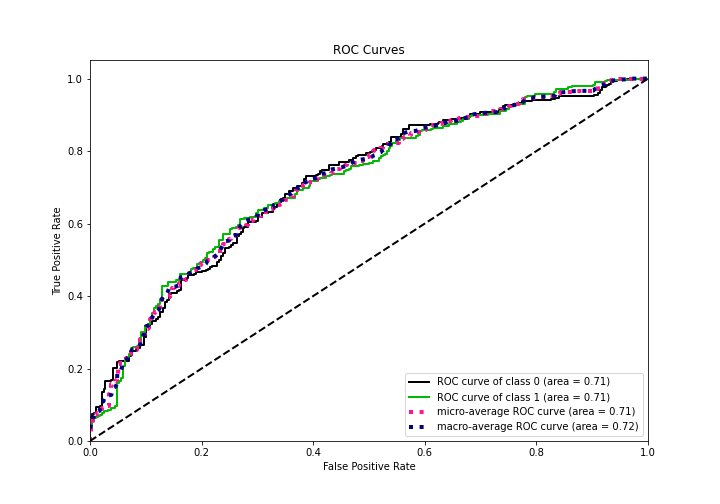 ROC Curves
True Positive Rate
1.0
0.8
0.6
0.4
0.2
0.0
ROC curve of class 0 (area = 0.71)
ROC curve of class 1 (area = 0.71)
micro-average ROC curve (area = 0.71)
macro-average ROC curve (area = 0.72)
0.0 0.2 0.4 0.6 0.8 1.0
False Positive Rate